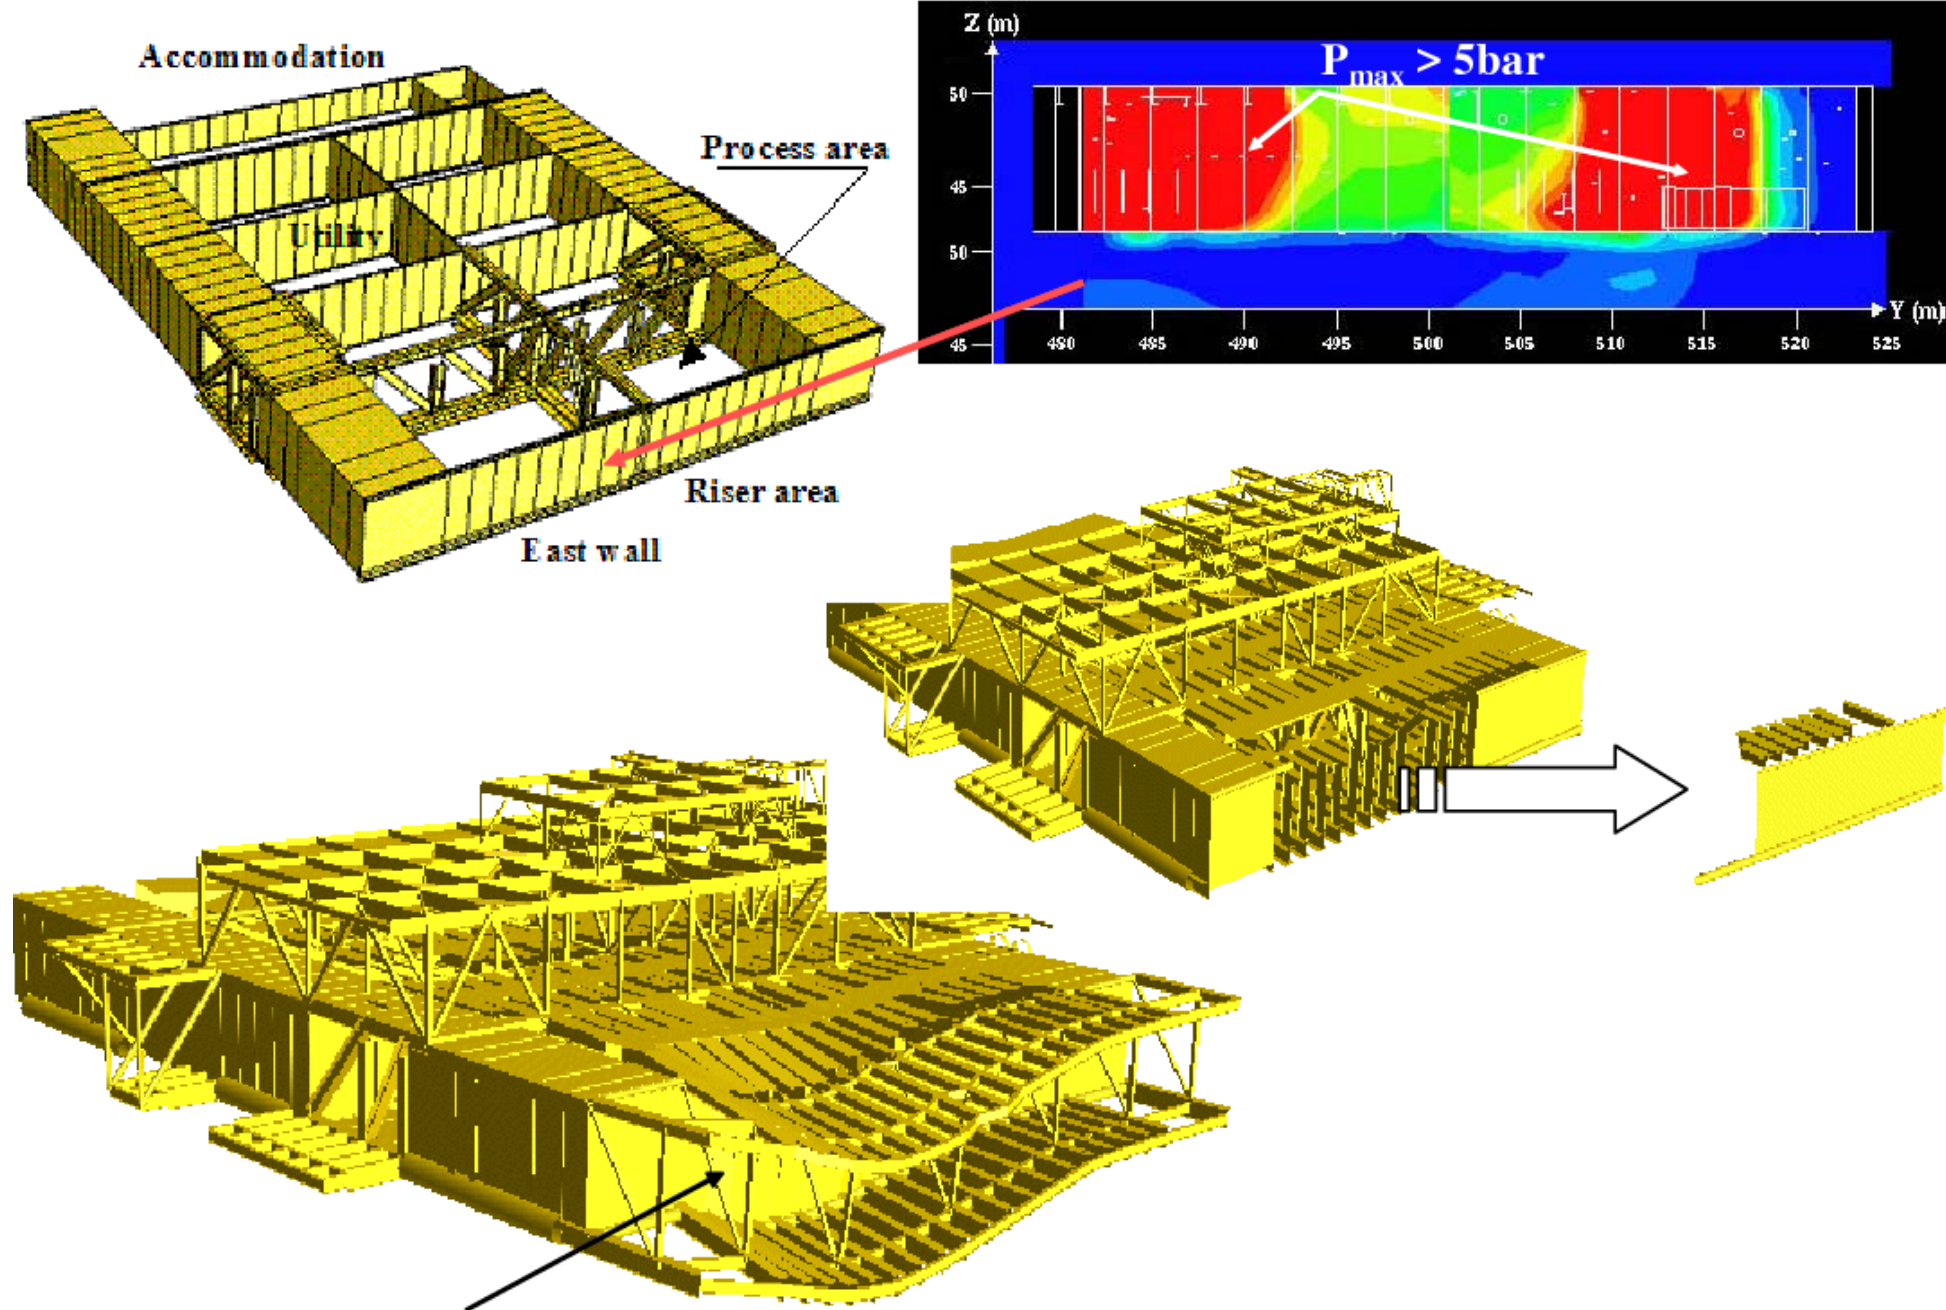 Accommodation
Process area
Utility
Riser area
East wall
Z (m)
P_max > 5bar
50
45
50
45
480 485 490 495 500 505 510 515 520 525
Y (m)